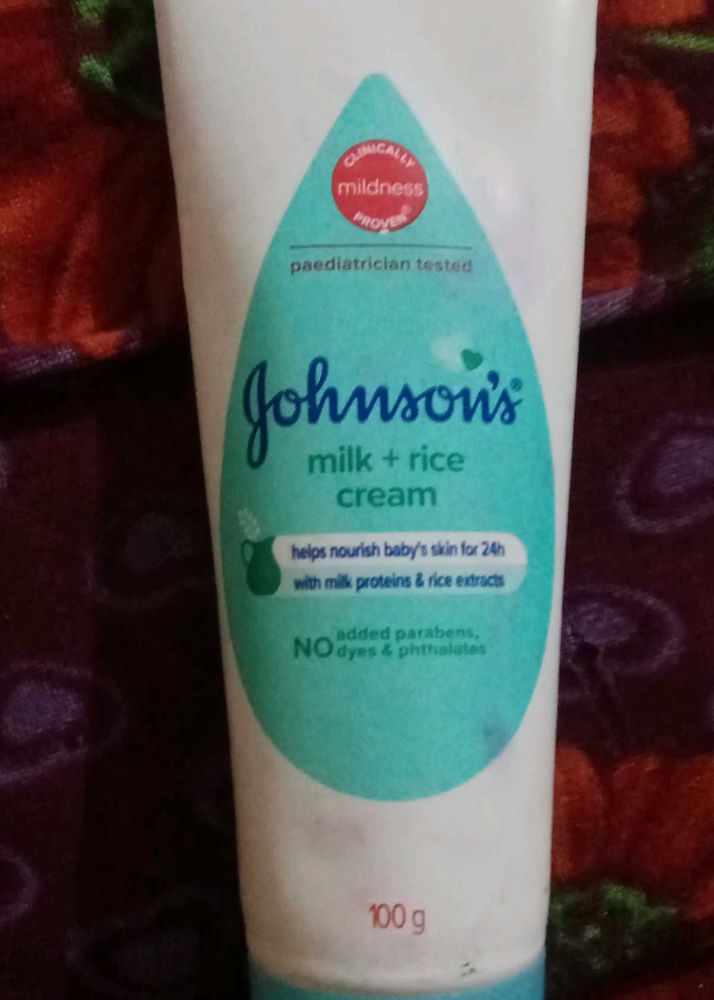 CLINICALLY
mildness
PROVEN®
paediatrician tested
Johnson's®
milk + rice
cream
helps nourish baby's skin for 24h
with milk proteins & rice extracts
NO added parabens,
dyes & phthalates
100 g